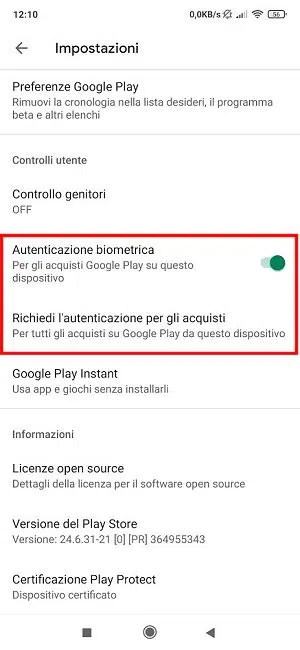 12:10
0,0KB/s
56
Impostazioni
Preferenze Google Play
Rimuovi la cronologia nella lista desideri, il programma
beta e altri elenchi
Controlli utente
Controllo genitori
OFF
Autenticazione biometrica
Per gli acquisti Google Play su questo
dispositivo
Richiedi l'autenticazione per gli acquisti
Per tutti gli acquisti su Google Play da questo dispositivo
Google Play Instant
Usa app e giochi senza installarli
Informazioni
Licenze open source
Dettagli della licenza per il software open source
Versione del Play Store
Versione: 24.6.31-21 [0] [PR] 364955343
Certificazione Play Protect
Dispositivo certificato